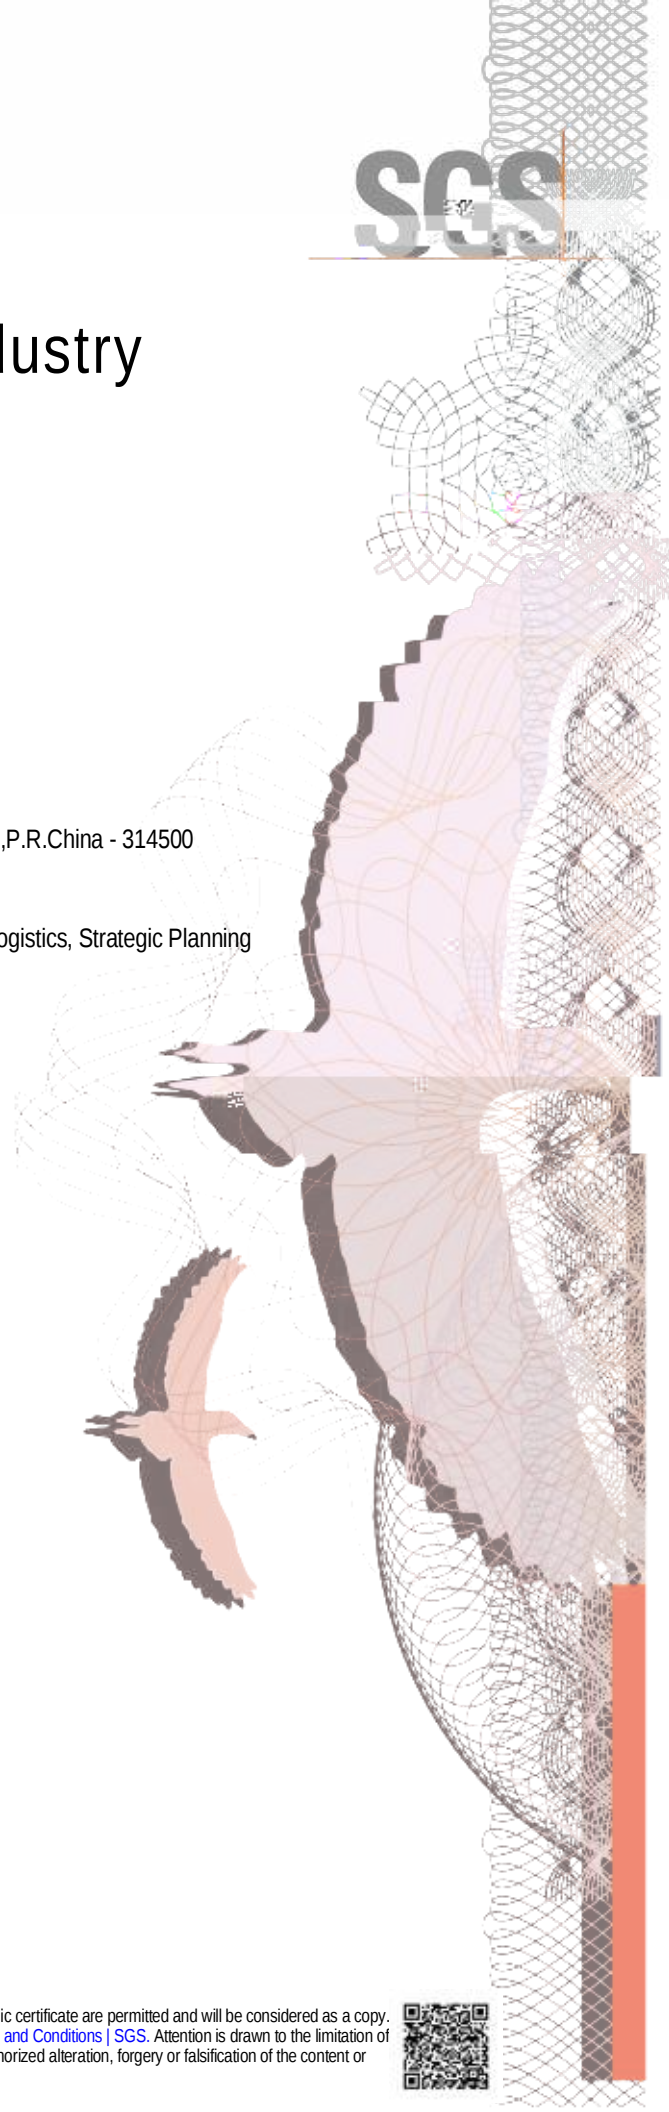 SGS
dustry
,P.R.China - 314500
ogistics, Strategic Planning
ic certificate are permitted and will be considered as a copy.
and Conditions | SGS. Attention is drawn to the limitation of
horized alteration, forgery or falsification of the content or